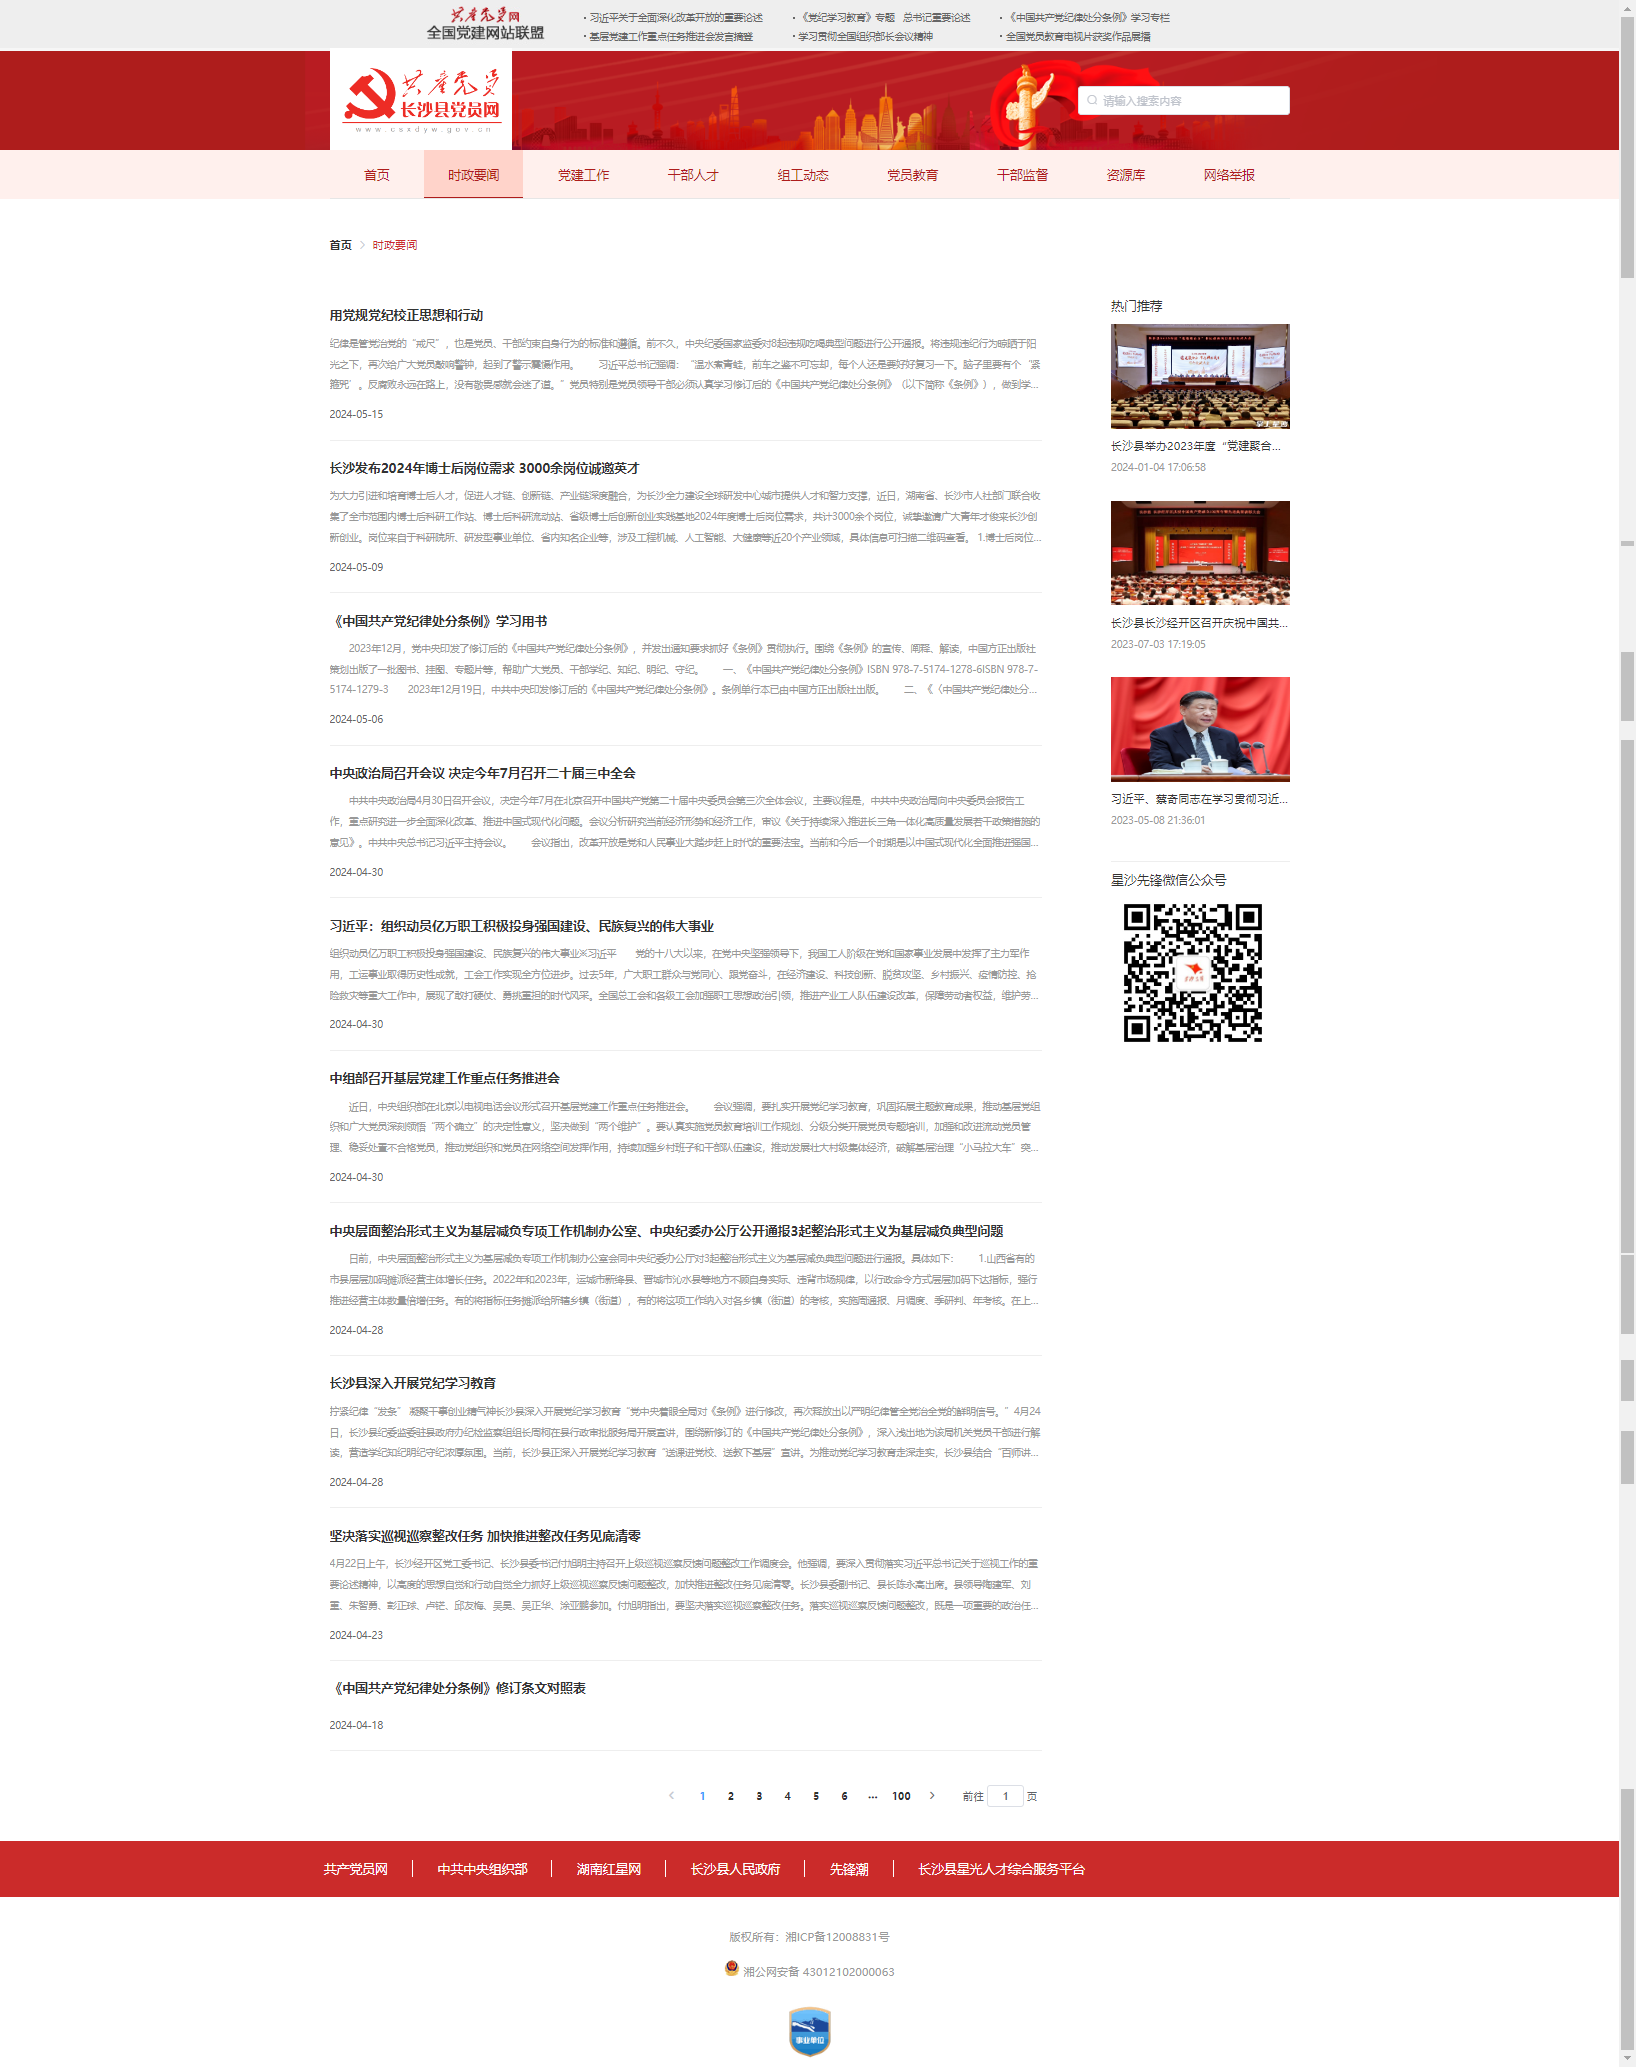 共产党员网
全国党建网站联盟
· 习近平关于全面深化改革开放的重要论述
· 《党纪学习教育》专题 总书记重要论述
· 《中国共产党纪律处分条例》学习专栏
· 基层党建工作重点任务推进会发言摘登
· 学习贯彻全国组织部长会议精神
· 全国党员教育电视片获奖作品展播
共产党员
长沙县党员网
www.csxdyw.gov.cn
请输入搜索内容
首页 时政要闻 党建工作 干部人才 组工动态 党员教育 干部监督 资源库 网络举报
首页 > 时政要闻
用党规党纪校正思想和行动
纪律是管党治党的“戒尺”，也是党员、干部约束自身行为的标准和遵循。前不久，中央纪委国家监委对8起违规吃喝典型问题进行公开通报。将违规违纪行为晾晒于阳
光之下，再次给广大党员敲响警钟，起到了警示震慑作用。 习近平总书记强调：“温水煮青蛙，前车之鉴不可忘却，每个人还是要好好复习一下。脑子里要有个‘紧
箍咒’。反腐败永远在路上，没有敬畏感就会迷了道。”党员特别是党员领导干部必须认真学习修订后的《中国共产党纪律处分条例》（以下简称《条例》），做到学...
2024-05-15
长沙发布2024年博士后岗位需求 3000余岗位诚邀英才
为大力引进和培育博士后人才，促进人才链、创新链、产业链深度融合，为长沙全力建设全球研发中心城市提供人才和智力支撑，近日，湖南省、长沙市人社部门联合收
集了全市范围内博士后科研工作站、博士后科研流动站、省级博士后创新创业实践基地2024年度博士后岗位需求，共计3000余个岗位，诚挚邀请广大青年才俊来长沙创
新创业。岗位来自于科研院所、研发型事业单位、省内知名企业等，涉及工程机械、人工智能、大健康等近20个产业领域，具体信息可扫描二维码查看。 1.博士后岗位...
2024-05-09
《中国共产党纪律处分条例》学习用书
2023年12月，党中央印发了修订后的《中国共产党纪律处分条例》，并发出通知要求抓好《条例》贯彻执行。围绕《条例》的宣传、阐释、解读，中国方正出版社
策划出版了一批图书、挂图、专题片等，帮助广大党员、干部学纪、知纪、明纪、守纪。 一、《中国共产党纪律处分条例》ISBN 978-7-5174-1278-6ISBN 978-7-
5174-1279-3 2023年12月19日，中共中央印发修订后的《中国共产党纪律处分条例》。条例单行本已由中国方正出版社出版。 二、《〈中国共产党纪律处分...
2024-05-06
中央政治局召开会议 决定今年7月召开二十届三中全会
中共中央政治局4月30日召开会议，决定今年7月在北京召开中国共产党第二十届中央委员会第三次全体会议，主要议程是，中共中央政治局向中央委员会报告工
作，重点研究进一步全面深化改革、推进中国式现代化问题。会议分析研究当前经济形势和经济工作，审议《关于持续深入推进长三角一体化高质量发展若干政策措施的
意见》。中共中央总书记习近平主持会议。 会议指出，改革开放是党和人民事业大踏步赶上时代的重要法宝。当前和今后一个时期是以中国式现代化全面推进强国...
2024-04-30
习近平：组织动员亿万职工积极投身强国建设、民族复兴的伟大事业
组织动员亿万职工积极投身强国建设、民族复兴的伟大事业※习近平 党的十八大以来，在党中央坚强领导下，我国工人阶级在党和国家事业发展中发挥了主力军作
用，工运事业取得历史性成就，工会工作实现全方位进步。过去5年，广大职工群众与党同心、跟党奋斗，在经济建设、科技创新、脱贫攻坚、乡村振兴、疫情防控、抢
险救灾等重大工作中，展现了敢打硬仗、勇挑重担的时代风采。全国总工会和各级工会加强职工思想政治引领，推进产业工人队伍建设改革，保障劳动者权益，维护劳...
2024-04-30
中组部召开基层党建工作重点任务推进会
近日，中央组织部在北京以电视电话会议形式召开基层党建工作重点任务推进会。 会议强调，要扎实开展党纪学习教育，巩固拓展主题教育成果，推动基层党组
织和广大党员深刻领悟“两个确立”的决定性意义，坚决做到“两个维护”。要认真实施党员教育培训工作规划、分级分类开展党员专题培训，加强和改进流动党员管
理、稳妥处置不合格党员，推动党组织和党员在网络空间发挥作用，持续加强乡村班子和干部队伍建设，推动发展壮大村级集体经济，破解基层治理“小马拉大车”突...
2024-04-30
中央层面整治形式主义为基层减负专项工作机制办公室、中央纪委办公厅公开通报3起整治形式主义为基层减负典型问题
日前，中央层面整治形式主义为基层减负专项工作机制办公室会同中央纪委办公厅对3起整治形式主义为基层减负典型问题进行通报。具体如下： 1.山西省有的
市县层层加码摊派经营主体增长任务。2022年和2023年，运城市新绛县、晋城市沁水县等地方不顾自身实际、违背市场规律，以行政命令方式层层加码下达指标，强行
推进经营主体数量倍增任务。有的将指标任务摊派给所辖乡镇（街道），有的将这项工作纳入对各乡镇（街道）的考核，实施周通报、月调度、季研判、年考核。在上...
2024-04-28
长沙县深入开展党纪学习教育
拧紧纪律“发条” 凝聚干事创业精气神长沙县深入开展党纪学习教育“党中央着眼全局对《条例》进行修改，再次释放出以严明纪律管全党治全党的鲜明信号。”4月24
日，长沙县纪委监委驻县政府办纪检监察组组长周柯在县行政审批服务局开展宣讲，围绕新修订的《中国共产党纪律处分条例》，深入浅出地为该局机关党员干部进行解
读，营造学纪知纪明纪守纪浓厚氛围。当前，长沙县正深入开展党纪学习教育“送课进党校、送教下基层”宣讲。为推动党纪学习教育走深走实，长沙县结合“百师讲...
2024-04-28
坚决落实巡视巡察整改任务 加快推进整改任务见底清零
4月22日上午，长沙经开区党工委书记、长沙县委书记付旭明主持召开上级巡视巡察反馈问题整改工作调度会。他强调，要深入贯彻落实习近平总书记关于巡视工作的重
要论述精神，以高度的思想自觉和行动自觉全力抓好上级巡视巡察反馈问题整改，加快推进整改任务见底清零。长沙县委副书记、县长陈永高出席。县领导陶建军、刘
董、朱智勇、彭正球、卢铓、邱友梅、吴昊、吴正华、涂亚鹏参加。付旭明指出，要坚决落实巡视巡察整改任务。落实巡视巡察反馈问题整改，既是一项重要的政治任...
2024-04-23
《中国共产党纪律处分条例》修订条文对照表
2024-04-18
1 2 3 4 5 6 ... 100 前往 1 页
热门推荐
长沙县举办2023年度“党建聚合...
2024-01-04 17:06:58
长沙县长沙经开区召开庆祝中国共...
2023-07-03 17:19:05
习近平、蔡奇同志在学习贯彻习近...
2023-05-08 21:36:01
星沙先锋微信公众号
共产党员网 中共中央组织部 湖南红星网 长沙县人民政府 先锋潮 长沙县星光人才综合服务平台
版权所有：湘ICP备12008831号
湘公网安备 43012102000063
事业单位